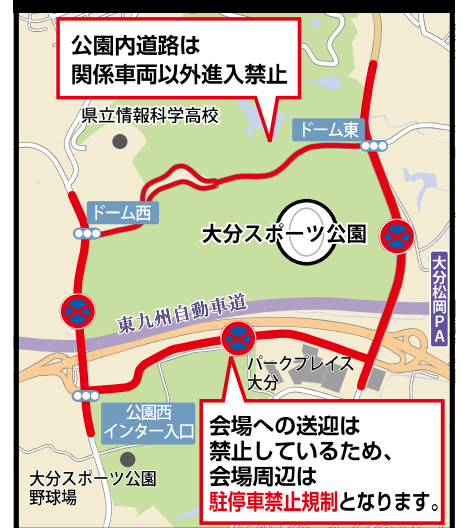 公園内道路は
関係車両以外進入禁止
県立情報科学高校
ドーム東
ドーム西
大分スポーツ公園
大分松岡PA
東九州自動車道
パークプレイス
大分
公園西
インター入口
会場への送迎は
禁止しているため、
会場周辺は
駐停車禁止規制となります。
大分スポーツ公園
野球場